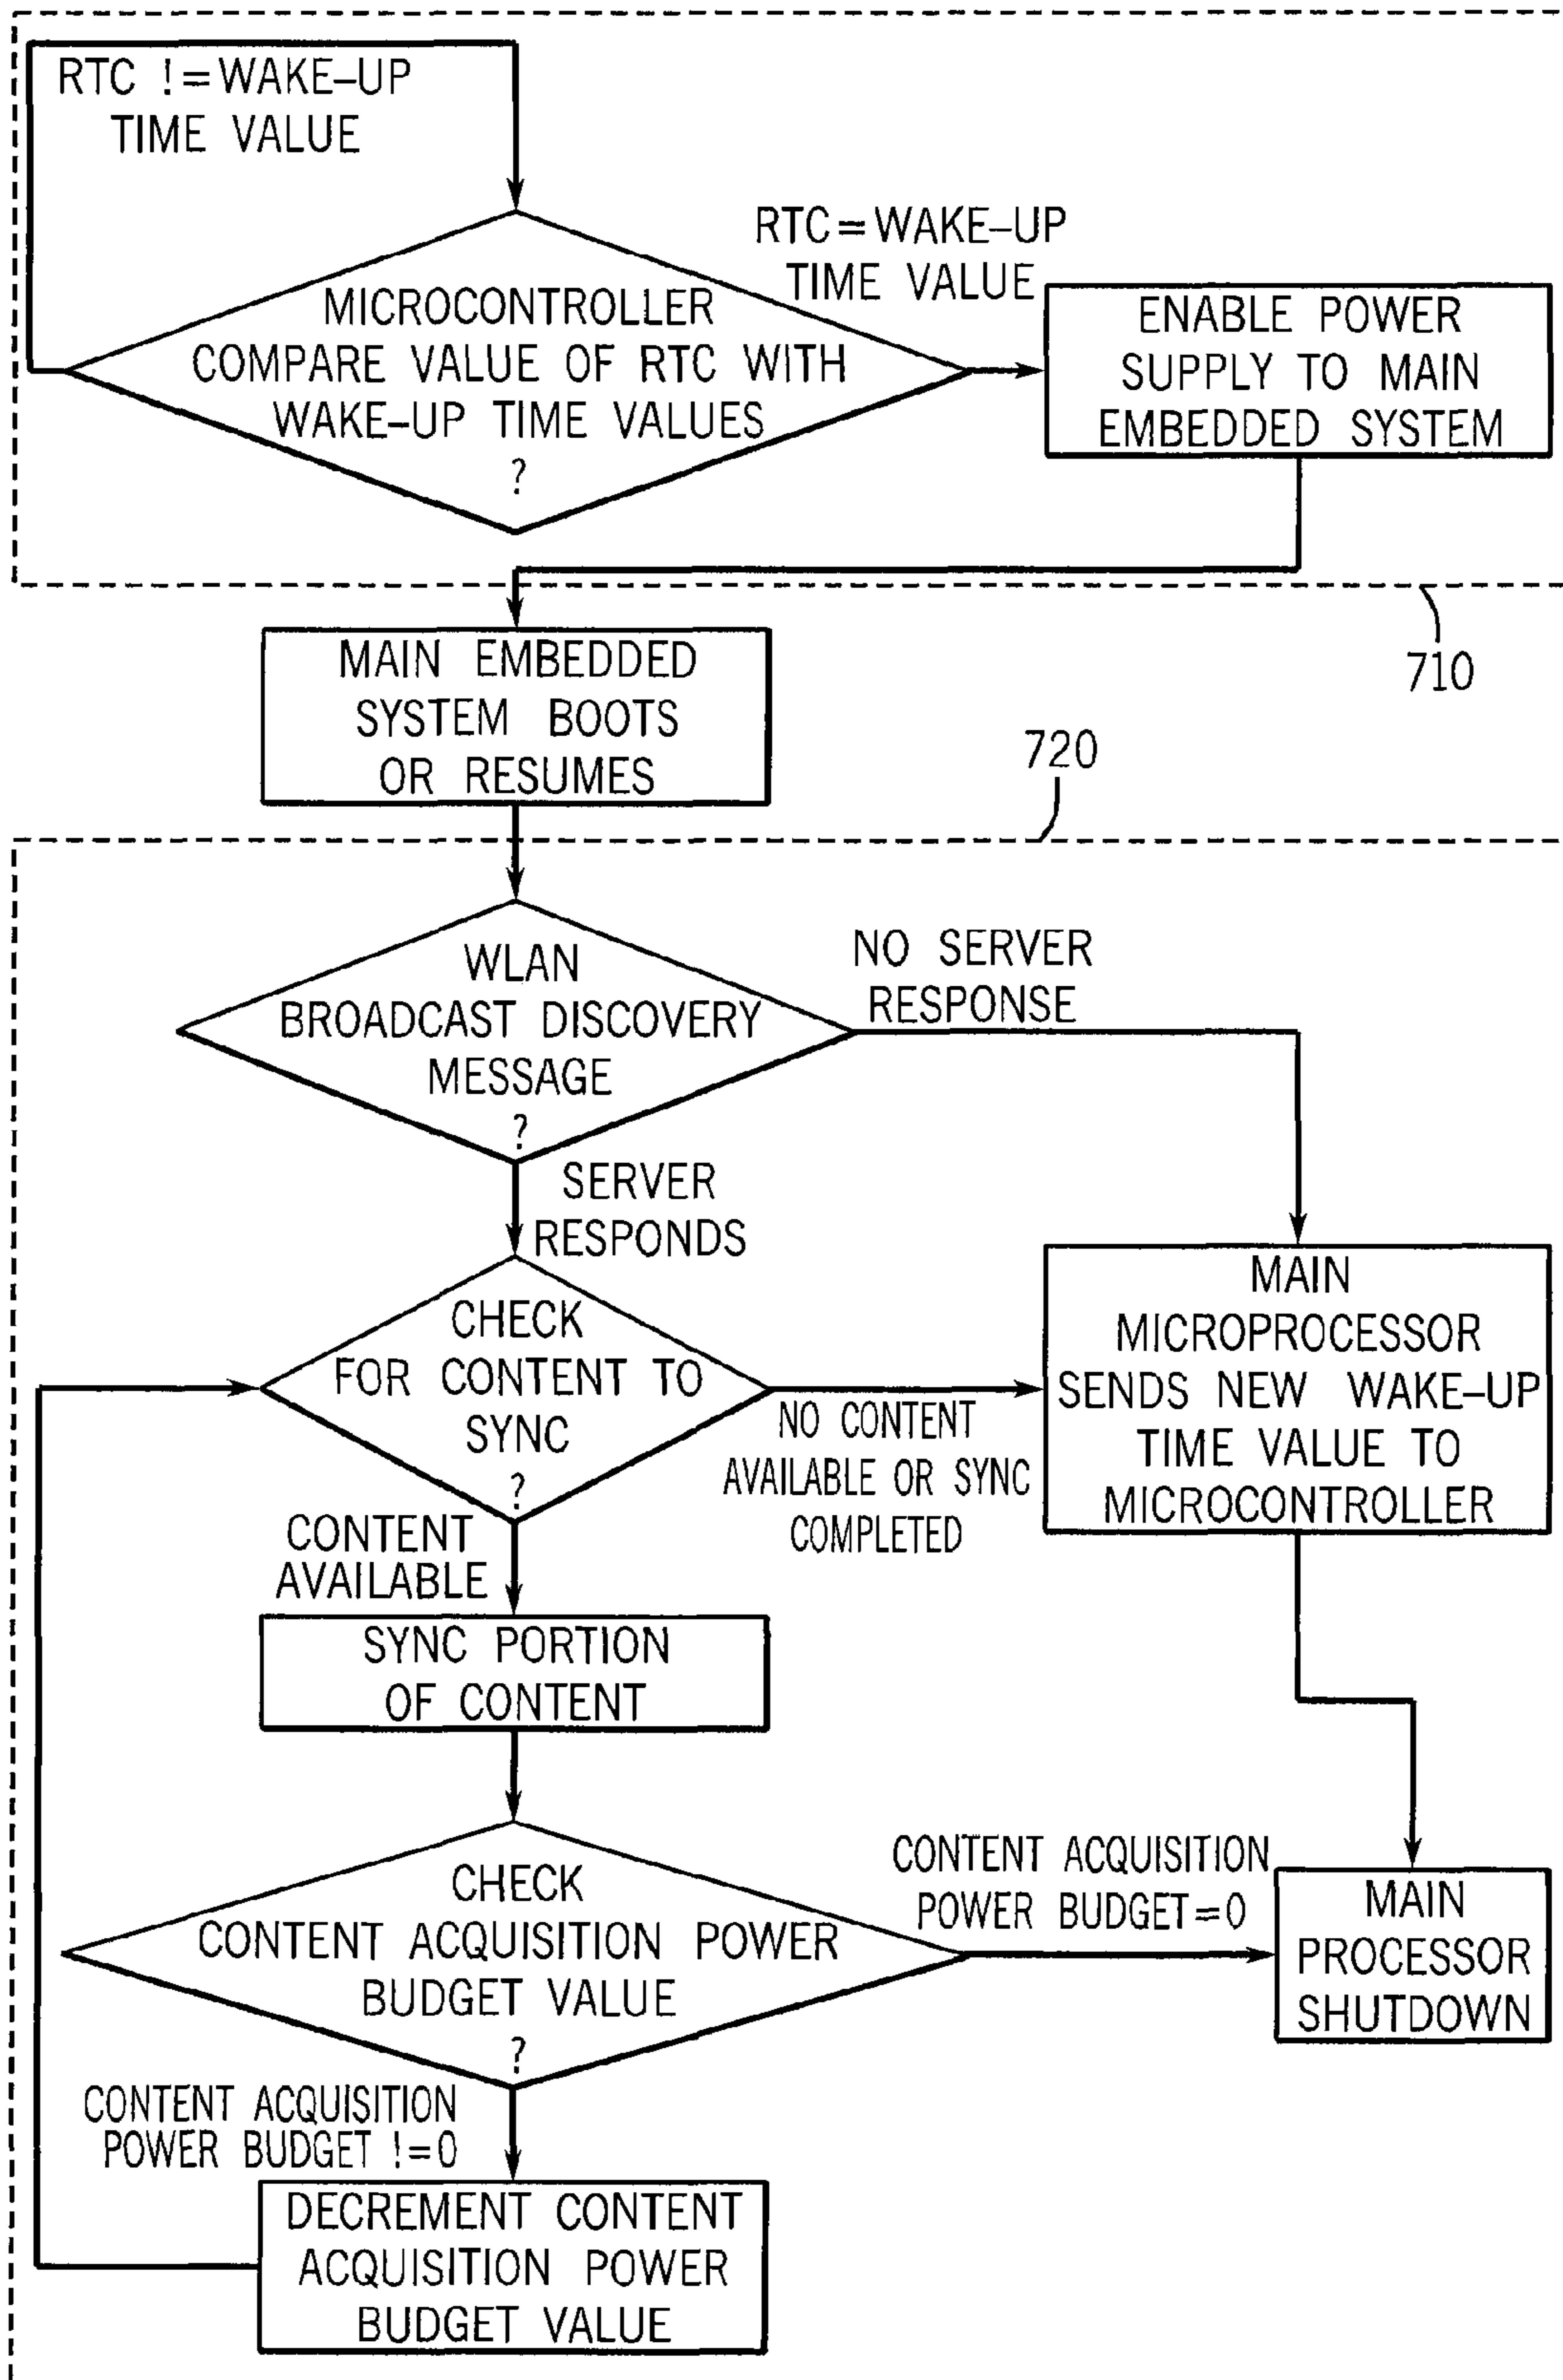 RTC !=WAKE-UP
TIME VALUE
RTC=WAKE-UP
TIME VALUE
MICROCONTROLLER
COMPARE VALUE OF RTC WITH
WAKE-UP TIME VALUES
?
ENABLE POWER
SUPPLY TO MAIN
EMBEDDED SYSTEM
710
MAIN EMBEDDED
SYSTEM BOOTS
OR RESUMES
720
WLAN
BROADCAST DISCOVERY
MESSAGE
?
NO SERVER
RESPONSE
SERVER
RESPONDS
CHECK
FOR CONTENT TO
SYNC
?
NO CONTENT
AVAILABLE OR SYNC
COMPLETED
MAIN
MICROPROCESSOR
SENDS NEW WAKE-UP
TIME VALUE TO
MICROCONTROLLER
CONTENT
AVAILABLE
SYNC PORTION
OF CONTENT
CHECK
CONTENT ACQUISITION POWER
BUDGET VALUE
?
CONTENT ACQUISITION
POWER BUDGET=0
MAIN
PROCESSOR
SHUTDOWN
CONTENT ACQUISITION
POWER BUDGET !=0
DECREMENT CONTENT
ACQUISITION POWER
BUDGET VALUE